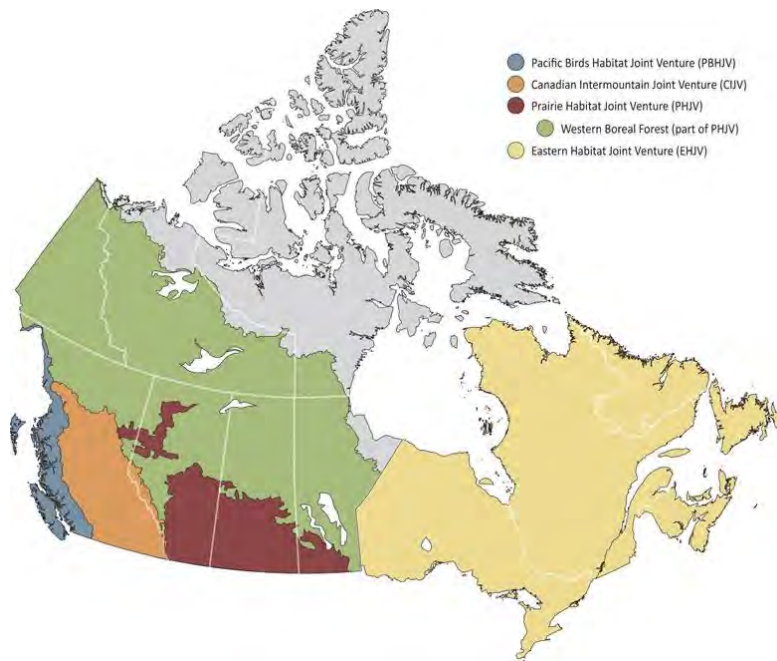 Pacific Birds Habitat Joint Venture (PBHJV)
Canadian Intermountain Joint Venture (CIJV)
Prairie Habitat Joint Venture (PHJV)
Western Boreal Forest (part of PHJV)
Eastern Habitat Joint Venture (EHJV)